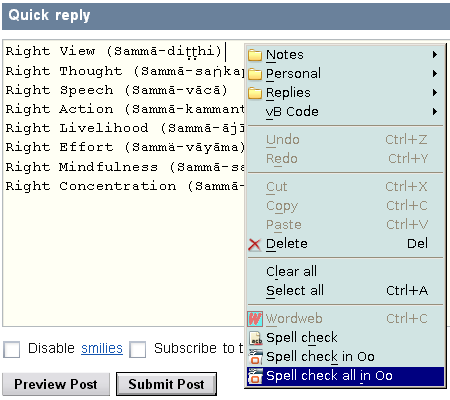 Quick reply
Right View (Sammā-diṭṭhi)
Right Thought (Sammā-saṅkap
Right Speech (Sammā-vācā)
Right Action (Sammā-kammant
Right Livelihood (Sammā-ājī
Right Effort (Sammā-vāyāma)
Right Mindfulness (Sammā-sa
Right Concentration (Sammā-
Notes
Personal
Replies
vB Code
Undo Ctrl+Z
Redo Ctrl+Y
Cut Ctrl+X
Copy Ctrl+C
Paste Ctrl+V
Delete Del
Clear all
Select all Ctrl+A
Wordweb Ctrl+C
Spell check
Spell check in Oo
Spell check all in Oo
Disable smilies Subscribe to t
Preview Post Submit Post